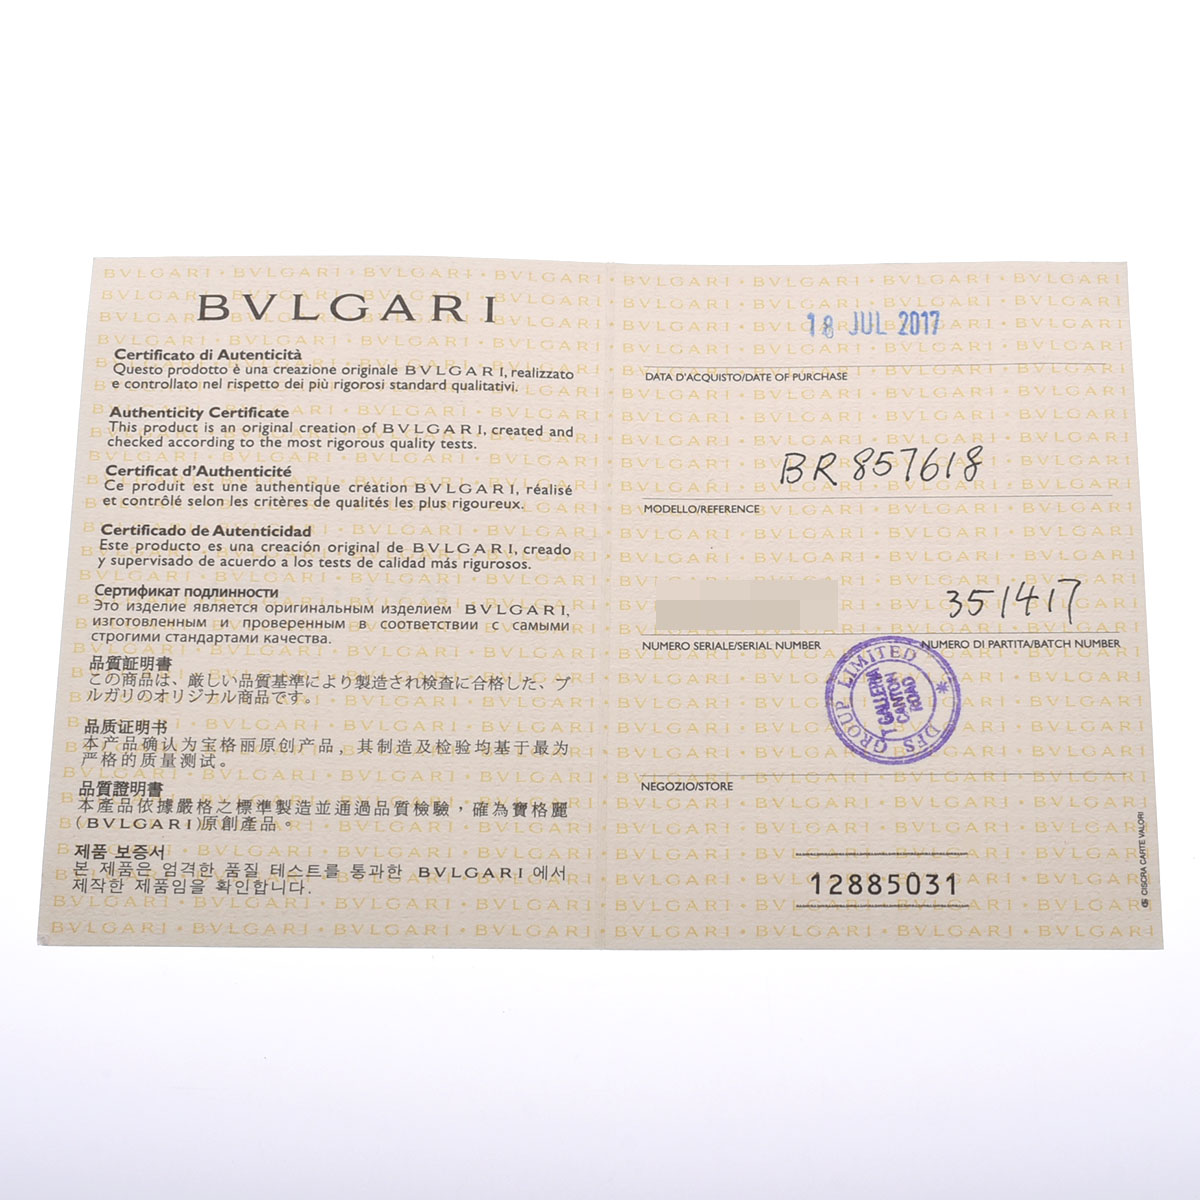 BVLGARI
Certificato di Autenticità
Questo prodotto è una creazione originale BVLGARI, realizzato
e controllato nel rispetto dei più rigorosi standard qualitativi.
Authenticity Certificate
This product is an original creation of BVLGARI, created and
checked according to the most rigorous quality tests.
Certificat d'Authenticité
Ce produit est une authentique création BVLGARI, réalisé
et contrôlé selon les critères de qualités les plus rigoureux.
Certificado de Autenticidad
Este producto es una creación original de BVLGARI, creado
y supervisado de acuerdo a los tests de calidad más rigurosos.
Сертификат подлинности
Это изделие является оригинальным изделием BVLGARI,
изготовленным и проверенным в соответствии с самыми
строгими стандартами качества.
品質証明書
この商品は、厳しい品質基準により製造され検査に合格した、ブ
ルガリのオリジナル商品です。
品质证明书
本产品确认为宝格丽原创产品，其制造及检验均基于最为
严格的质量测试。
品質證明書
本產品依據嚴格之標準製造並通過品質檢驗，確為寶格麗
(BVLGARI)原創產品。
제품 보증서
본 제품은 엄격한 품질 테스트를 통과한 BVLGARI에서
제작한 제품임을 확인합니다.
18 JUL 2017
DATA D'ACQUISTO/DATE OF PURCHASE
BR857618
MODELLO/REFERENCE
351417
NUMERO SERIALE/SERIAL NUMBER
NUMERO DI PARTITA/BATCH NUMBER
DFS GROUP LIMITED *
T GALLERIA
CANTON
ROAD
NEGOZIO/STORE
12885031
CISCRA CARTE VALORI